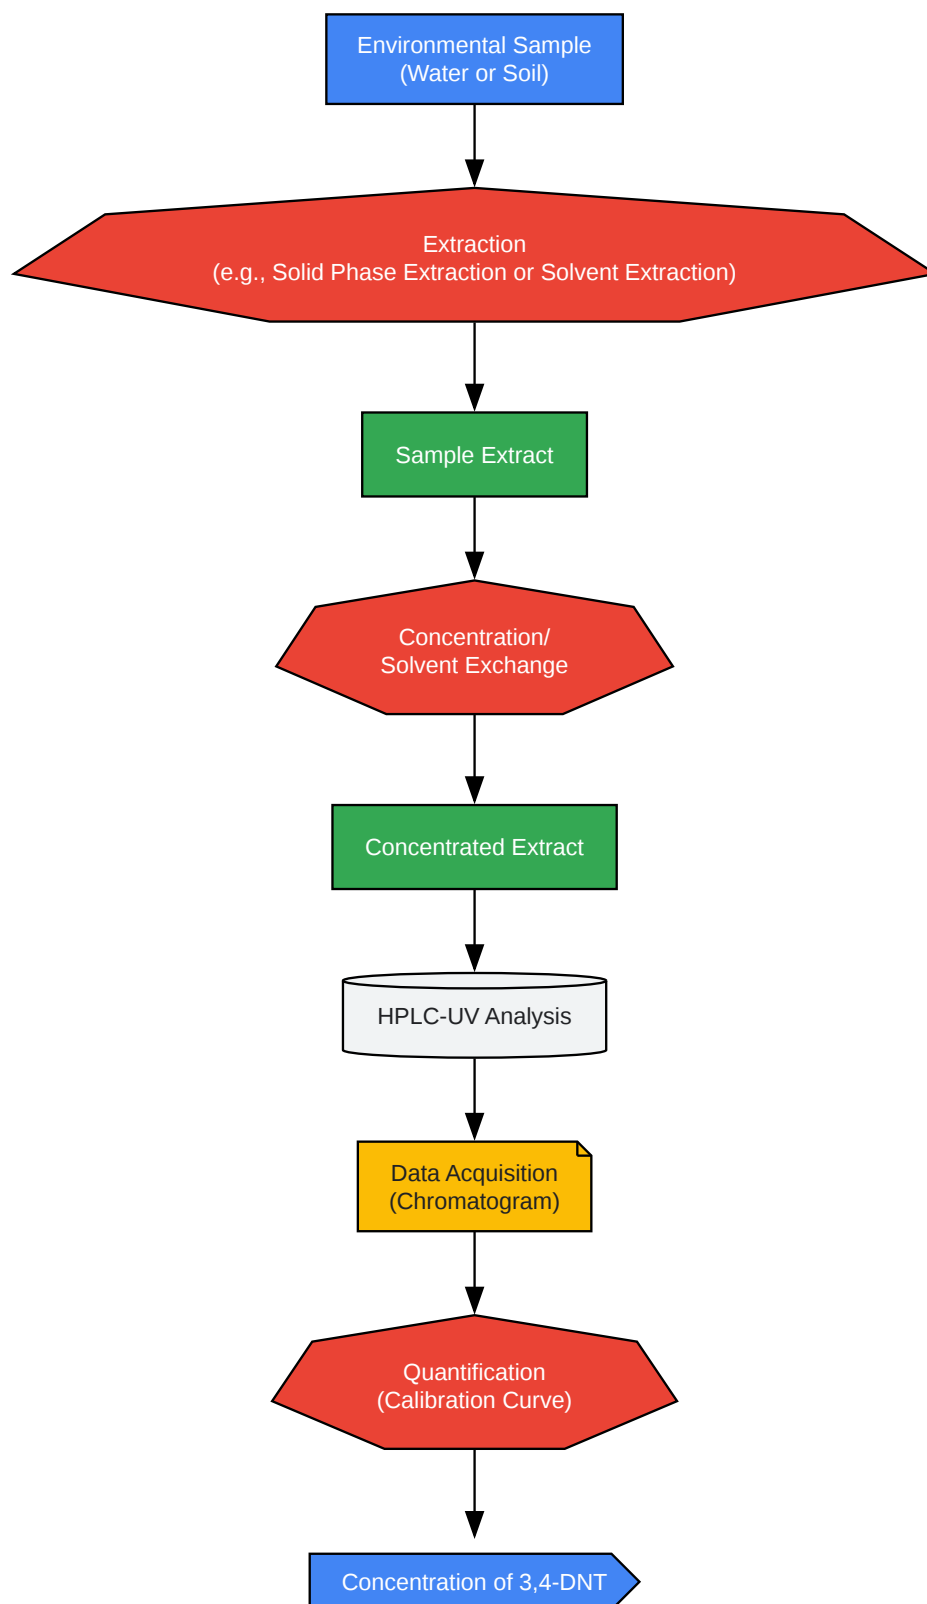 Environmental Sample
(Water or Soil)
Extraction
(e.g., Solid Phase Extraction or Solvent Extraction)
Sample Extract
Concentration/
Solvent Exchange
Concentrated Extract
HPLC-UV Analysis
Data Acquisition
(Chromatogram)
Quantification
(Calibration Curve)
Concentration of 3,4-DNT